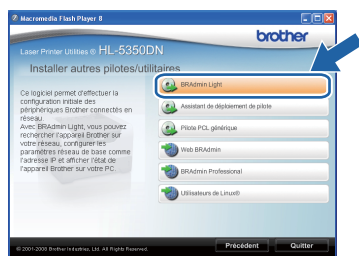 Macromedia Flash Player 8
brother
Laser Printer Utilities ® HL-5350DN
Installer autres pilotes/utilitaires
Ce logiciel permet d'effectuer la
configuration initiale des
périphériques Brother connectés en
réseau.
Avec BRAdmin Light, vous pouvez
rechercher l'appareil Brother sur
votre réseau, configurer les
paramètres réseau de base comme
l'adresse IP et afficher l'état de
l'appareil Brother sur votre PC.
BRAdmin Light
Assistant de déploiement de pilote
Pilote PCL générique
Web BRAdmin
BRAdmin Professional
Utilisateurs de Linux®
© 2001-2008 Brother Industries, Ltd. All Rights Reserved.
Précédent
Quitter